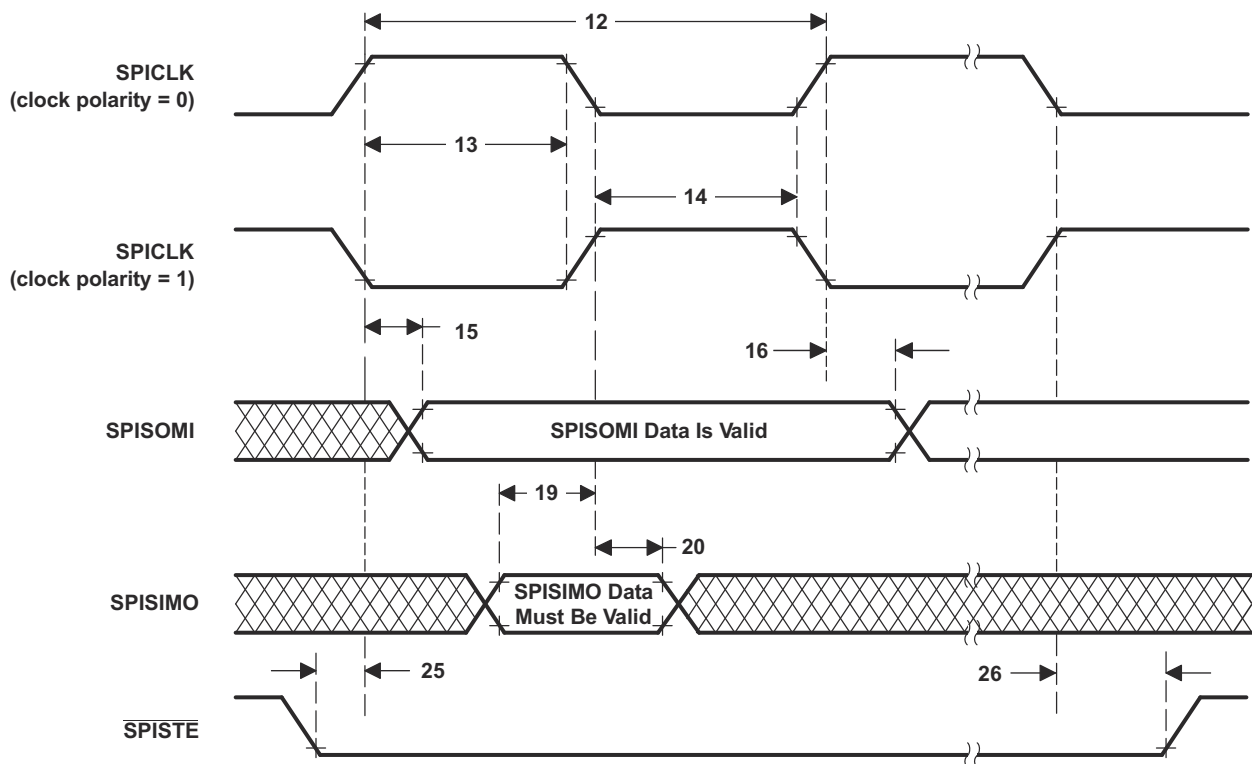 12
SPICLK
(clock polarity = 0)
13
14
SPICLK
(clock polarity = 1)
15
16
SPISOMI
SPISOMI Data Is Valid
19
20
SPISIMO
SPISIMO Data
Must Be Valid
25
26
SPISTE